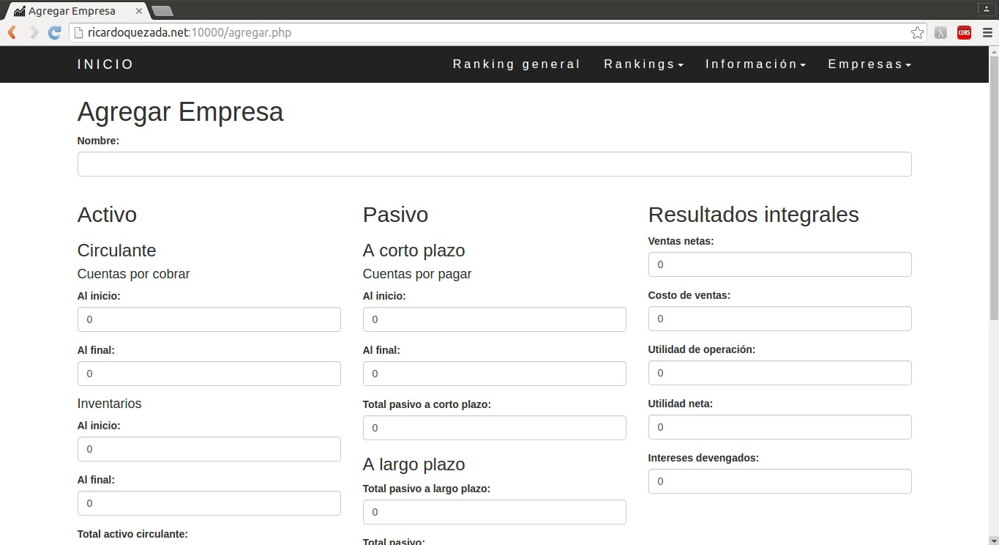 Agregar Empresa
ricardoquezada.net:10000/agregar.php
CORS
INICIO
Ranking general
Rankings
Información
Empresas
Agregar Empresa
Nombre:
Activo
Circulante
Cuentas por cobrar
Al inicio:
0
Al final:
0
Inventarios
Al inicio:
0
Al final:
0
Total activo circulante:
Pasivo
A corto plazo
Cuentas por pagar
Al inicio:
0
Al final:
0
Total pasivo a corto plazo:
0
A largo plazo
Total pasivo a largo plazo:
0
Total pasivo:
Resultados integrales
Ventas netas:
0
Costo de ventas:
0
Utilidad de operación:
0
Utilidad neta:
0
Intereses devengados:
0